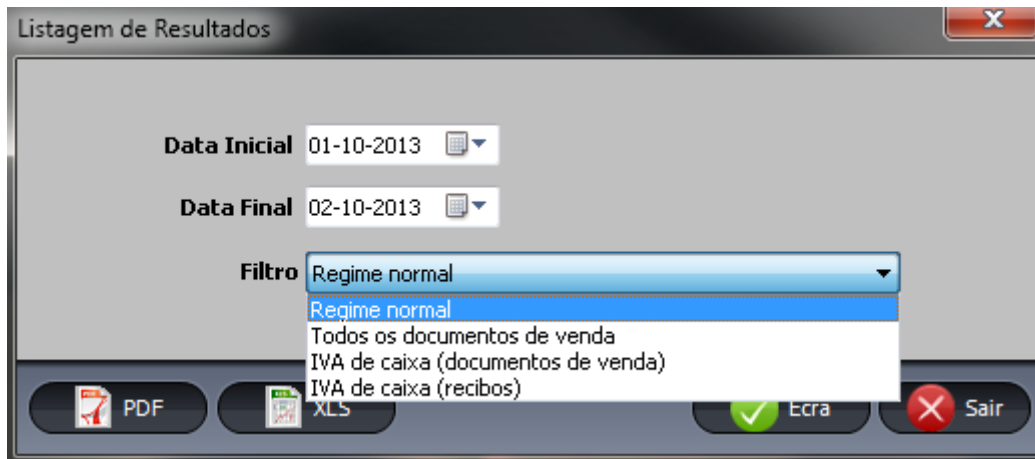 Listagem de Resultados
Data Inicial 01-10-2013
Data Final 02-10-2013
Filtro Regime normal
Regime normal
Todos os documentos de venda
IVA de caixa (documentos de venda)
IVA de caixa (recibos)
PDF XLS Ecrã Sair